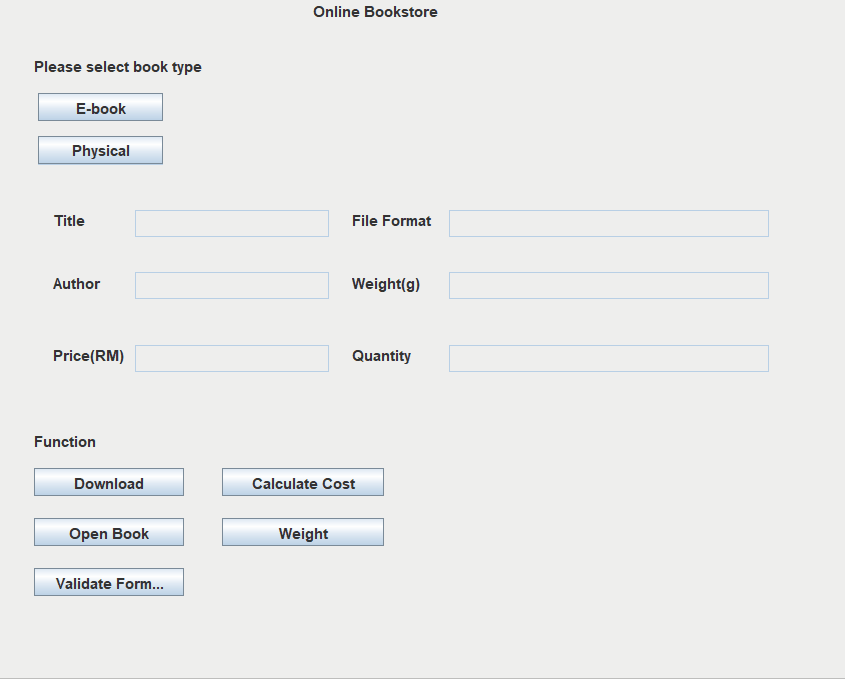 Online Bookstore
Please select book type
E-book
Physical
Title
File Format
Author
Weight(g)
Price(RM)
Quantity
Function
Download
Calculate Cost
Open Book
Weight
Validate Form...